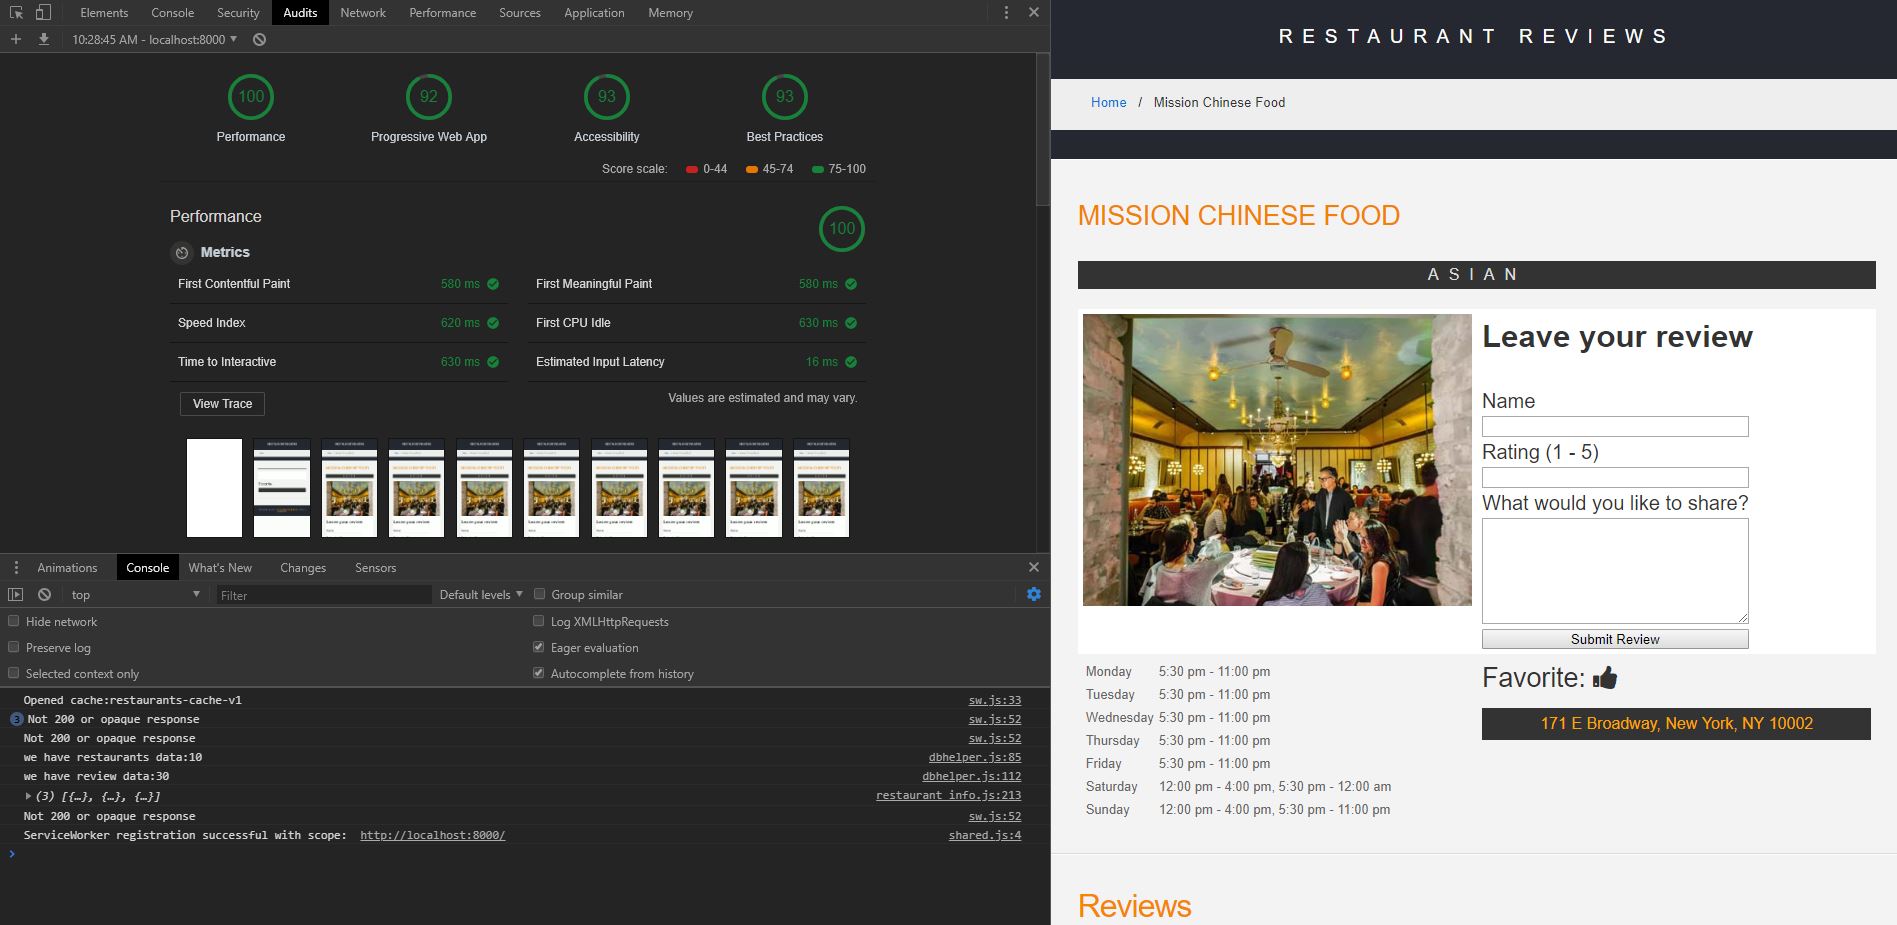 Elements Console Security Audits Network Performance Sources Application Memory
10:28:45 AM - localhost:8000
100 92 93 93
Performance Progressive Web App Accessibility Best Practices
Score scale: 0-44 45-74 75-100
Performance 100
Metrics
First Contentful Paint 580 ms First Meaningful Paint 580 ms
Speed Index 620 ms First CPU Idle 630 ms
Time to Interactive 630 ms Estimated Input Latency 16 ms
View Trace Values are estimated and may vary.
Animations Console What's New Changes Sensors
top Filter Default levels Group similar
Hide network Log XMLHttpRequests
Preserve log Eager evaluation
Selected context only Autocomplete from history
Opened cache:restaurants-cache-v1 sw.js:33
3 Not 200 or opaque response sw.js:52
Not 200 or opaque response sw.js:52
we have restaurants data:10 dbhelper.js:85
we have review data:30 dbhelper.js:112
(3) [{…}, {…}, {…}] restaurant_info.js:213
Not 200 or opaque response sw.js:52
ServiceWorker registration successful with scope: http://localhost:8000/ shared.js:4
RESTAURANT REVIEWS
Home / Mission Chinese Food
MISSION CHINESE FOOD
ASIAN
Leave your review
Name
Rating (1 - 5)
What would you like to share?
Submit Review
Monday 5:30 pm - 11:00 pm
Tuesday 5:30 pm - 11:00 pm
Wednesday 5:30 pm - 11:00 pm
Thursday 5:30 pm - 11:00 pm
Friday 5:30 pm - 11:00 pm
Saturday 12:00 pm - 4:00 pm, 5:30 pm - 12:00 am
Sunday 12:00 pm - 4:00 pm, 5:30 pm - 11:00 pm
Favorite:
171 E Broadway, New York, NY 10002
Reviews